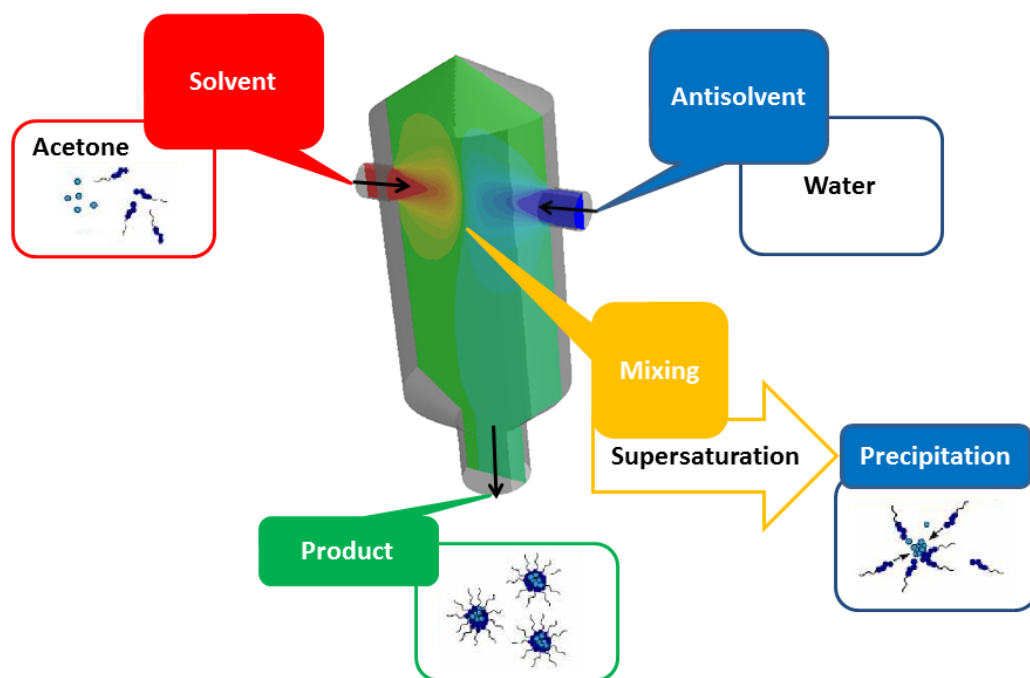 Solvent
Antisolvent
Acetone
Water
Mixing
Supersaturation
Precipitation
Product